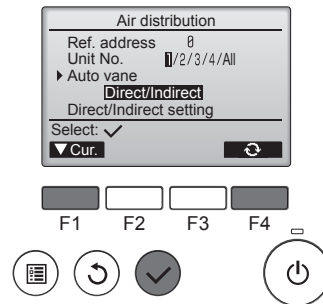 Air distribution
Ref. address 0
Unit No. 1/2/3/4/All
Auto vane
Direct/Indirect
Direct/Indirect setting
Select:
Cur.
F1 F2 F3 F4